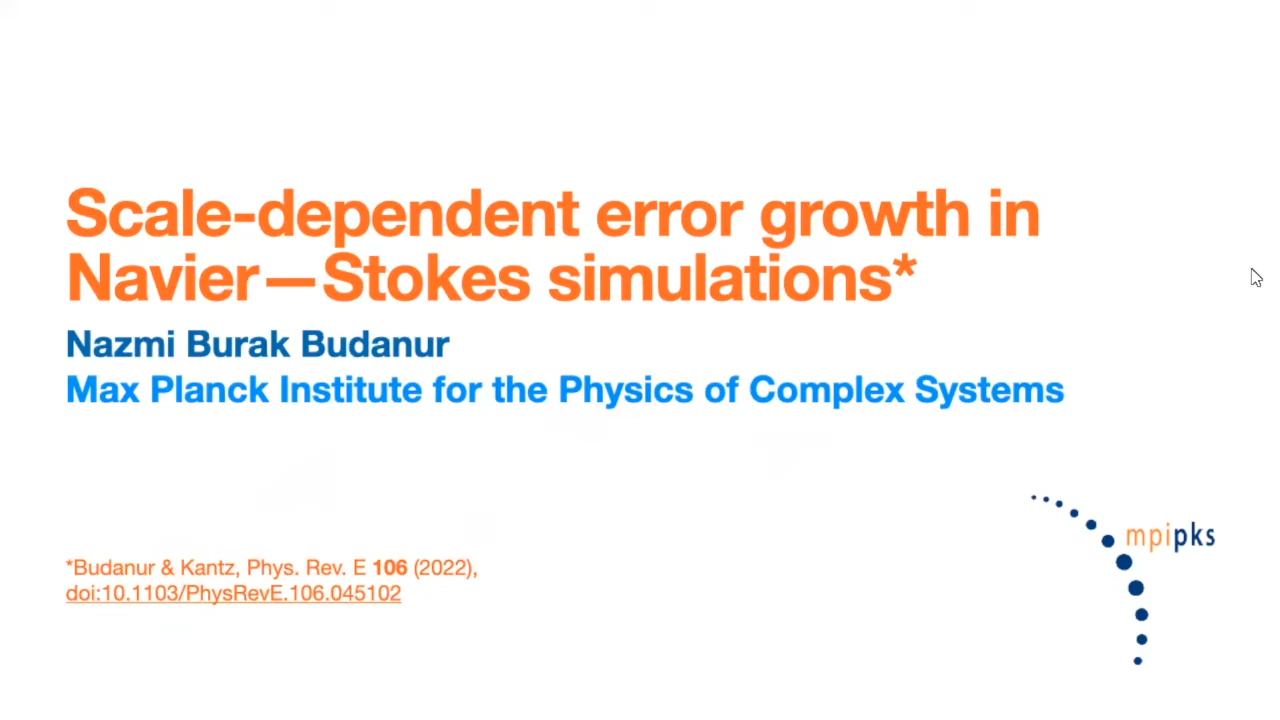 Scale-dependent error growth in
Navier—Stokes simulations*
Nazmi Burak Budanur
Max Planck Institute for the Physics of Complex Systems
mpipks
*Budanur & Kantz, Phys. Rev. E 106 (2022),
doi:10.1103/PhysRevE.106.045102